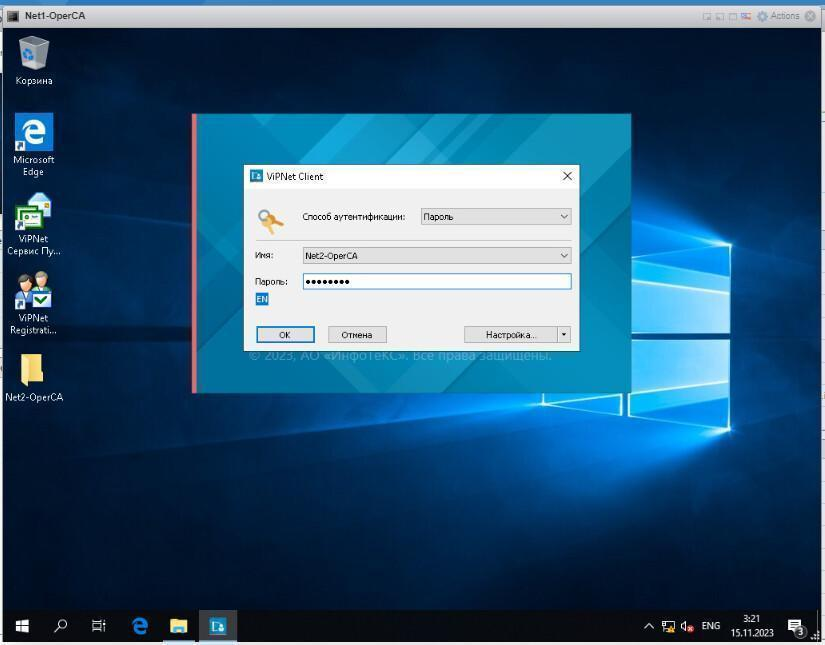 Net1-OperCA
Actions
Корзина
Microsoft
Edge
ViPNet
Сервис Пу...
ViPNet
Registrati...
Net2-OperCA
ViPNet Client
Способ аутентификации:
Пароль
Имя:
Net2-OperCA
Пароль:
••••••••
EN
OK
Отмена
Настройка...
© 2023, АО «ИнфоТеКС». Все права защищены.
ENG
3:21
15.11.2023
3